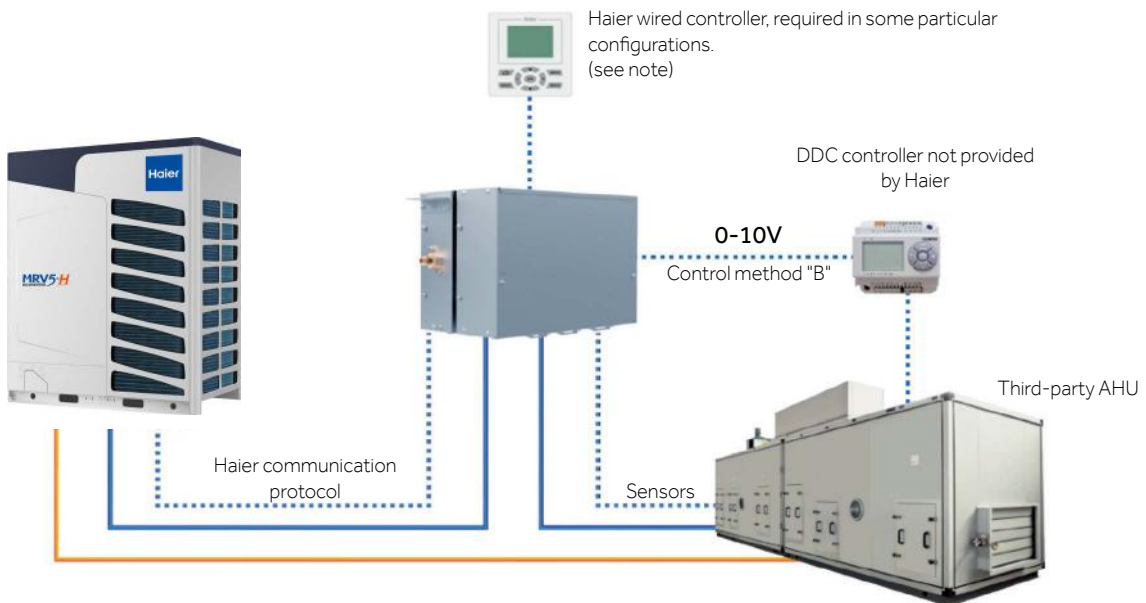 Haier wired controller, required in some particular
configurations.
(see note)
DDC controller not provided
by Haier
Haier
MRV5-H
0-10V
Control method "B"
Third-party AHU
Haier communication
protocol
Sensors